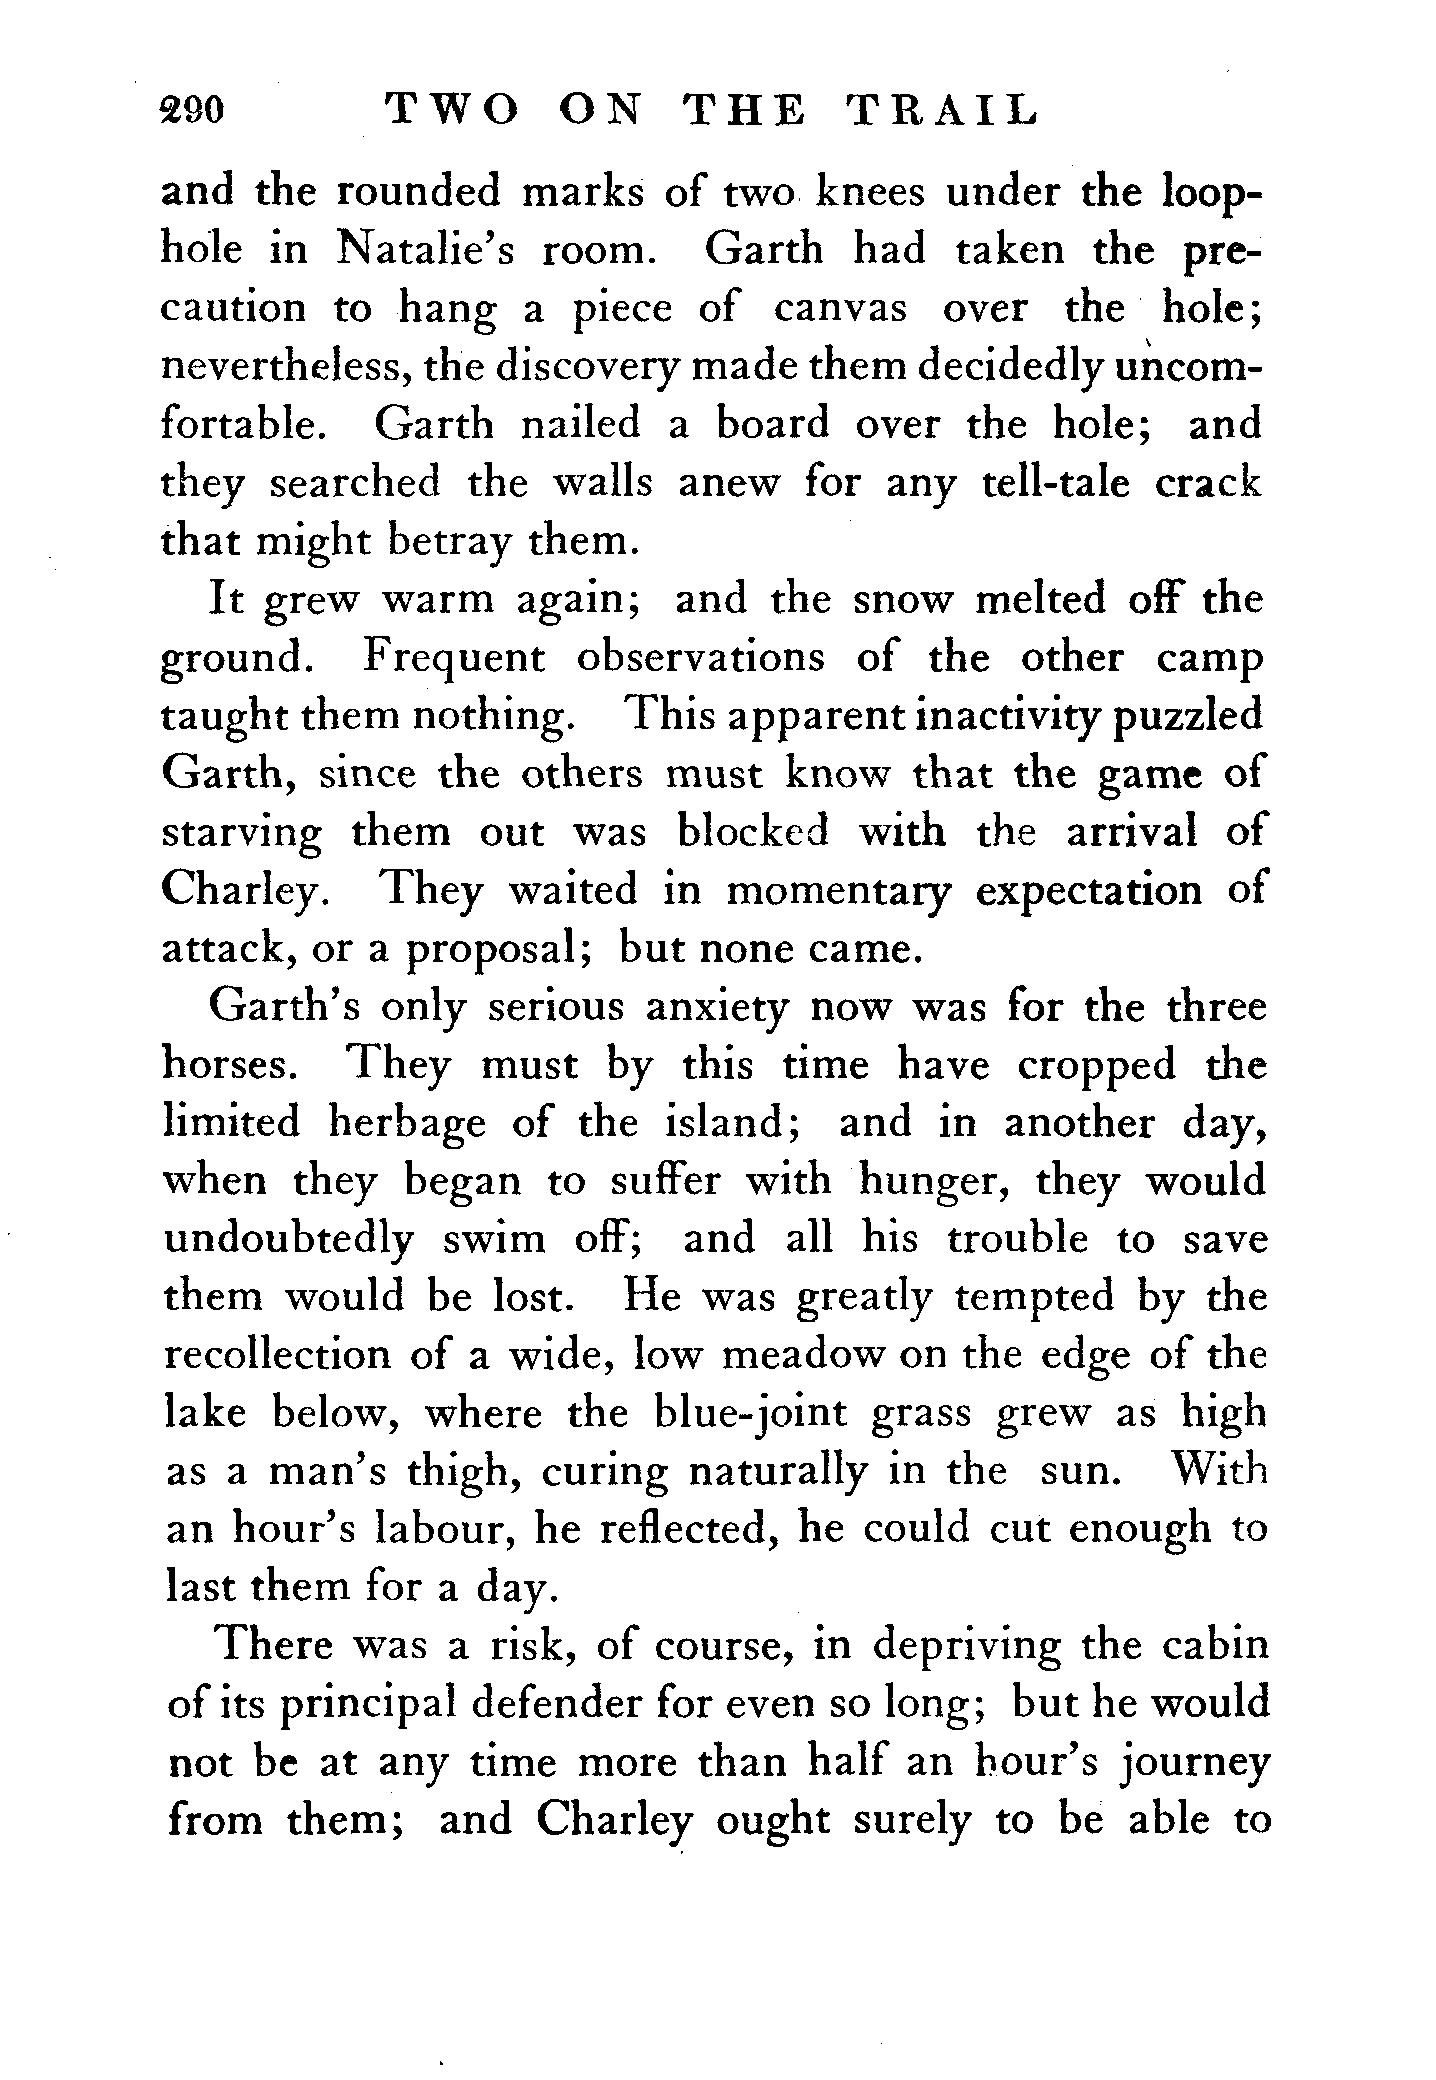 290 TWO ON THE TRAIL
and the rounded marks of two knees under the loop-
hole in Natalie's room. Garth had taken the pre-
caution to hang a piece of canvas over the hole;
nevertheless, the discovery made them decidedly uncom-
fortable. Garth nailed a board over the hole; and
they searched the walls anew for any tell-tale crack
that might betray them.
It grew warm again; and the snow melted off the
ground. Frequent observations of the other camp
taught them nothing. This apparent inactivity puzzled
Garth, since the others must know that the game of
starving them out was blocked with the arrival of
Charley. They waited in momentary expectation of
attack, or a proposal; but none came.
Garth's only serious anxiety now was for the three
horses. They must by this time have cropped the
limited herbage of the island; and in another day,
when they began to suffer with hunger, they would
undoubtedly swim off; and all his trouble to save
them would be lost. He was greatly tempted by the
recollection of a wide, low meadow on the edge of the
lake below, where the blue-joint grass grew as high
as a man's thigh, curing naturally in the sun. With
an hour's labour, he reflected, he could cut enough to
last them for a day.
There was a risk, of course, in depriving the cabin
of its principal defender for even so long; but he would
not be at any time more than half an hour's journey
from them; and Charley ought surely to be able to